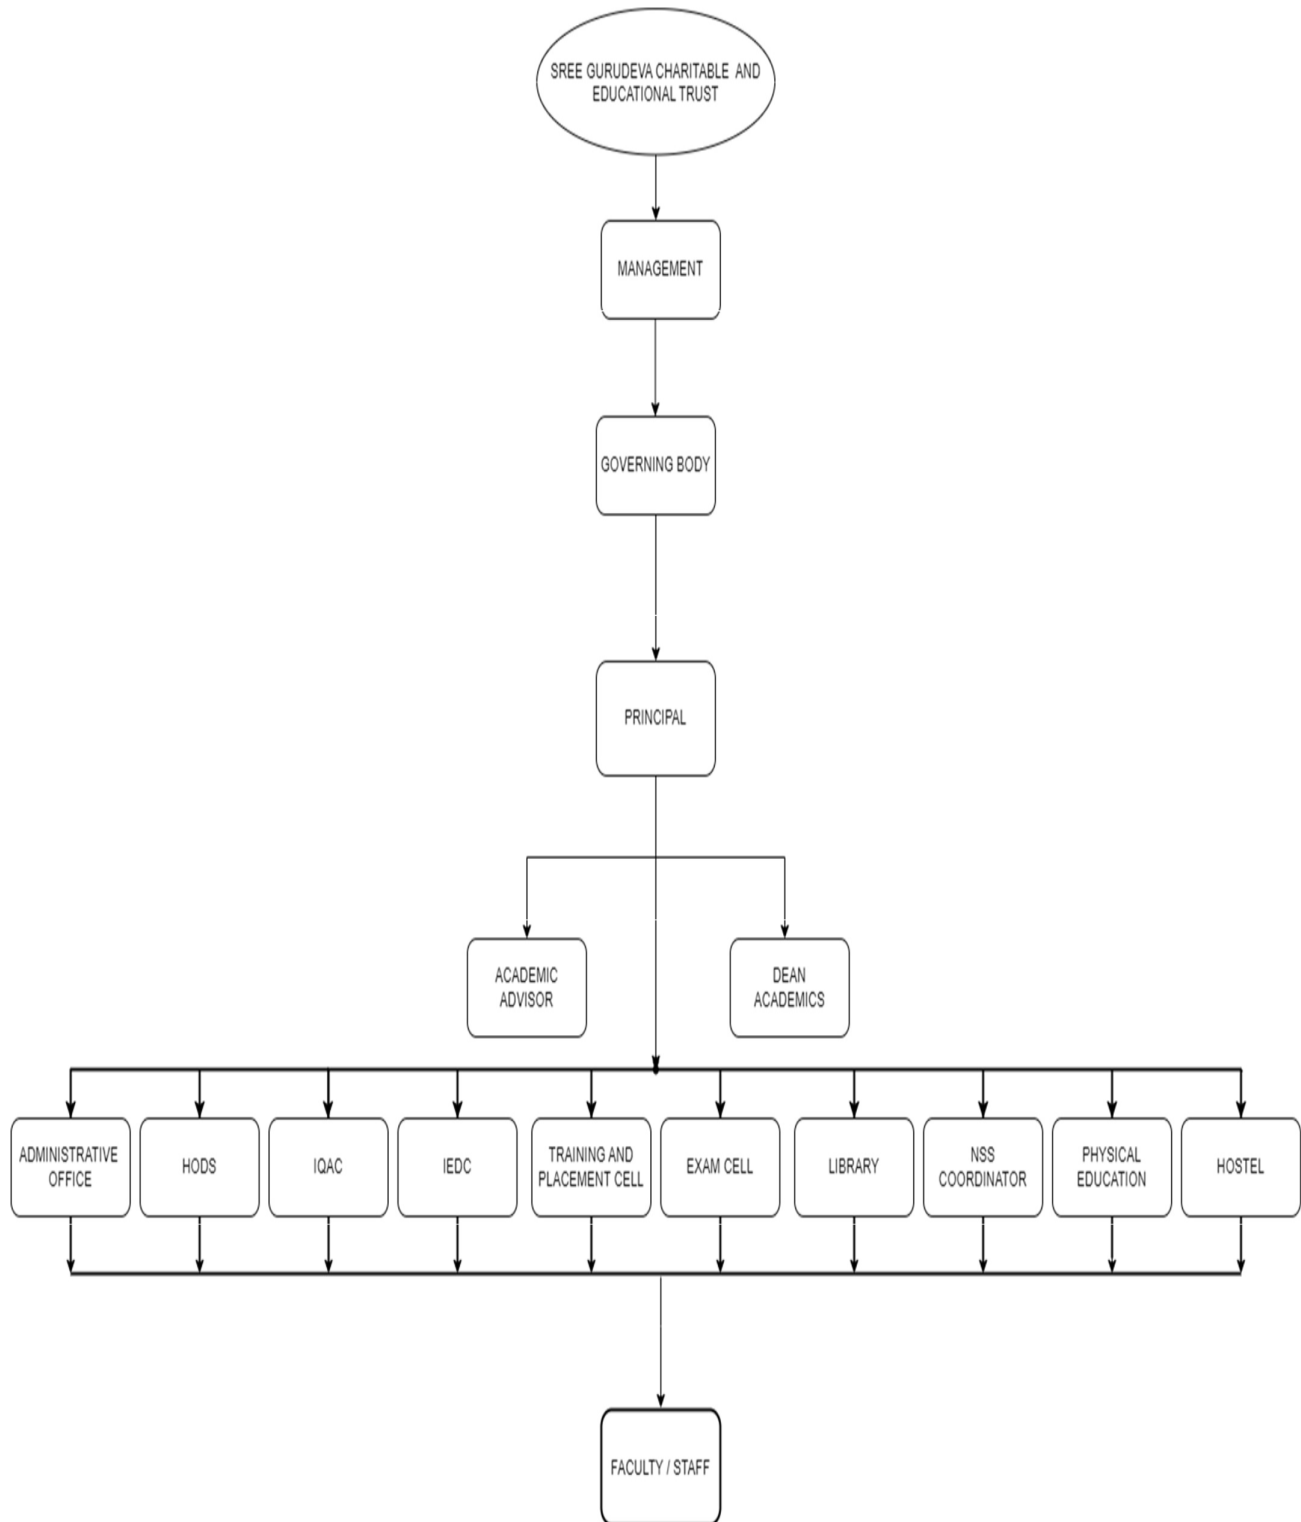 SREE GURUDEVA CHARITABLE AND
EDUCATIONAL TRUST
MANAGEMENT
GOVERNING BODY
PRINCIPAL
ACADEMIC
ADVISOR
DEAN
ACADEMICS
ADMINISTRATIVE
OFFICE
HODS
IQAC
IEDC
TRAINING AND
PLACEMENT CELL
EXAM CELL
LIBRARY
NSS
COORDINATOR
PHYSICAL
EDUCATION
HOSTEL
FACULTY / STAFF